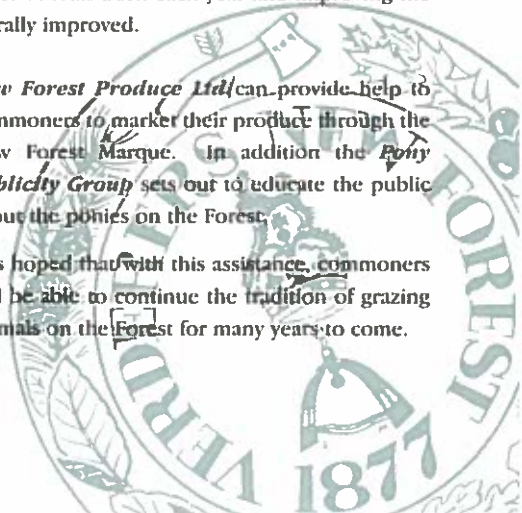 rally improved.
w Forest Produce Ltd can provide help to
mmoners to market their produce through the
w Forest Marque. In addition the Pony
blicity Group sets out to educate the public
out the ponies on the Forest.
s hoped that with this assistance, commoners
l be able to continue the tradition of grazing
mals on the Forest for many years to come.
VERD ERERS NEW FOREST
1877